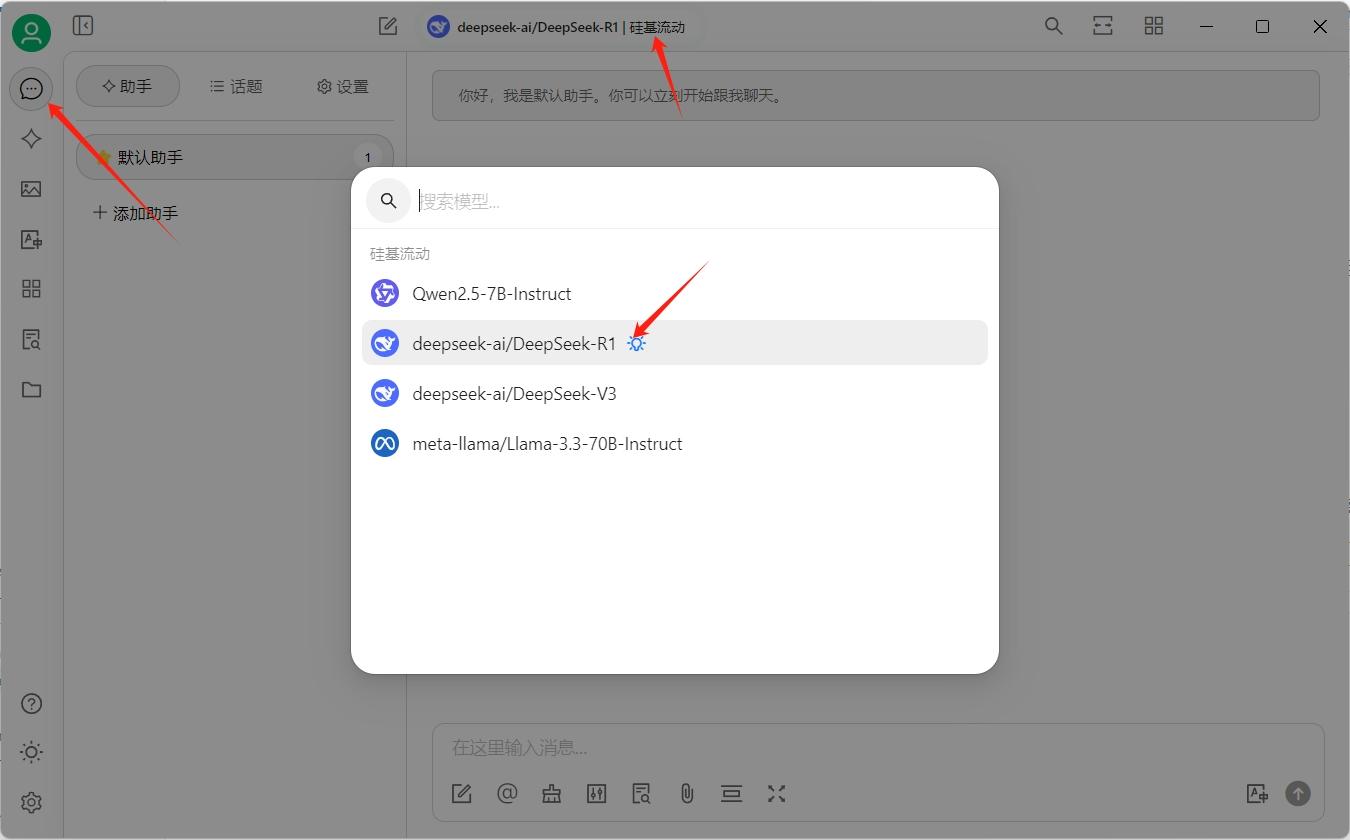 deepseek-ai/DeepSeek-R1 | 硅基流动
助手
话题
设置
你好，我是默认助手。你可以立刻开始跟我聊天。
默认助手
1
添加助手
搜索模型...
硅基流动
Qwen2.5-7B-Instruct
deepseek-ai/DeepSeek-R1
deepseek-ai/DeepSeek-V3
meta-llama/Llama-3.3-70B-Instruct
在这里输入消息...